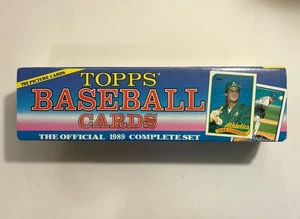 792 PICTURE CARDS
TOPPS
BASEBALL
CARDS
THE OFFICIAL 1989 COMPLETE SET
Athletics